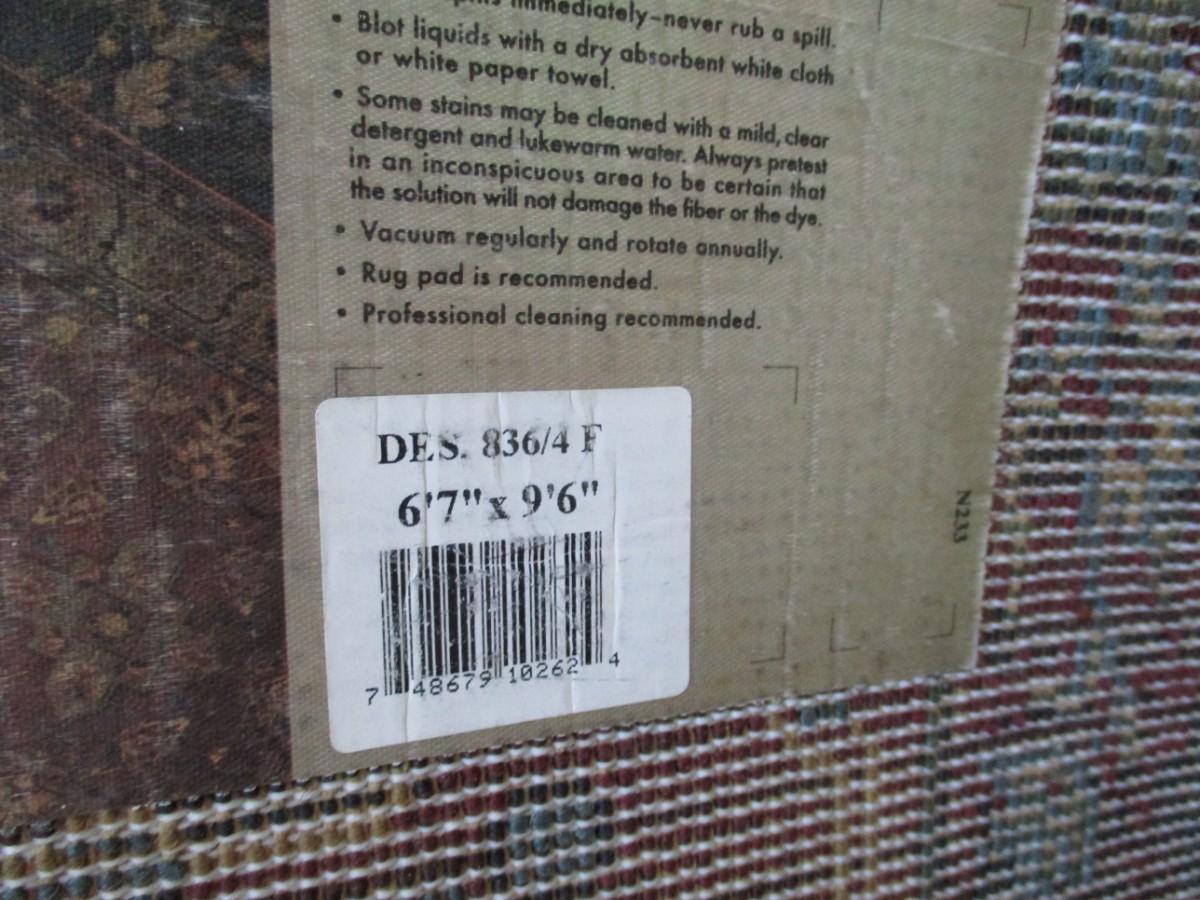 immediately–never rub a spill.
• Blot liquids with a dry absorbent white cloth
or white paper towel.
• Some stains may be cleaned with a mild, clear
detergent and lukewarm water. Always pretest
in an inconspicuous area to be certain that
the solution will not damage the fiber or the dye.
• Vacuum regularly and rotate annually.
• Rug pad is recommended.
• Professional cleaning recommended.
DES. 836/4 F
6'7" x 9'6"
7 48679 10262 4
N233